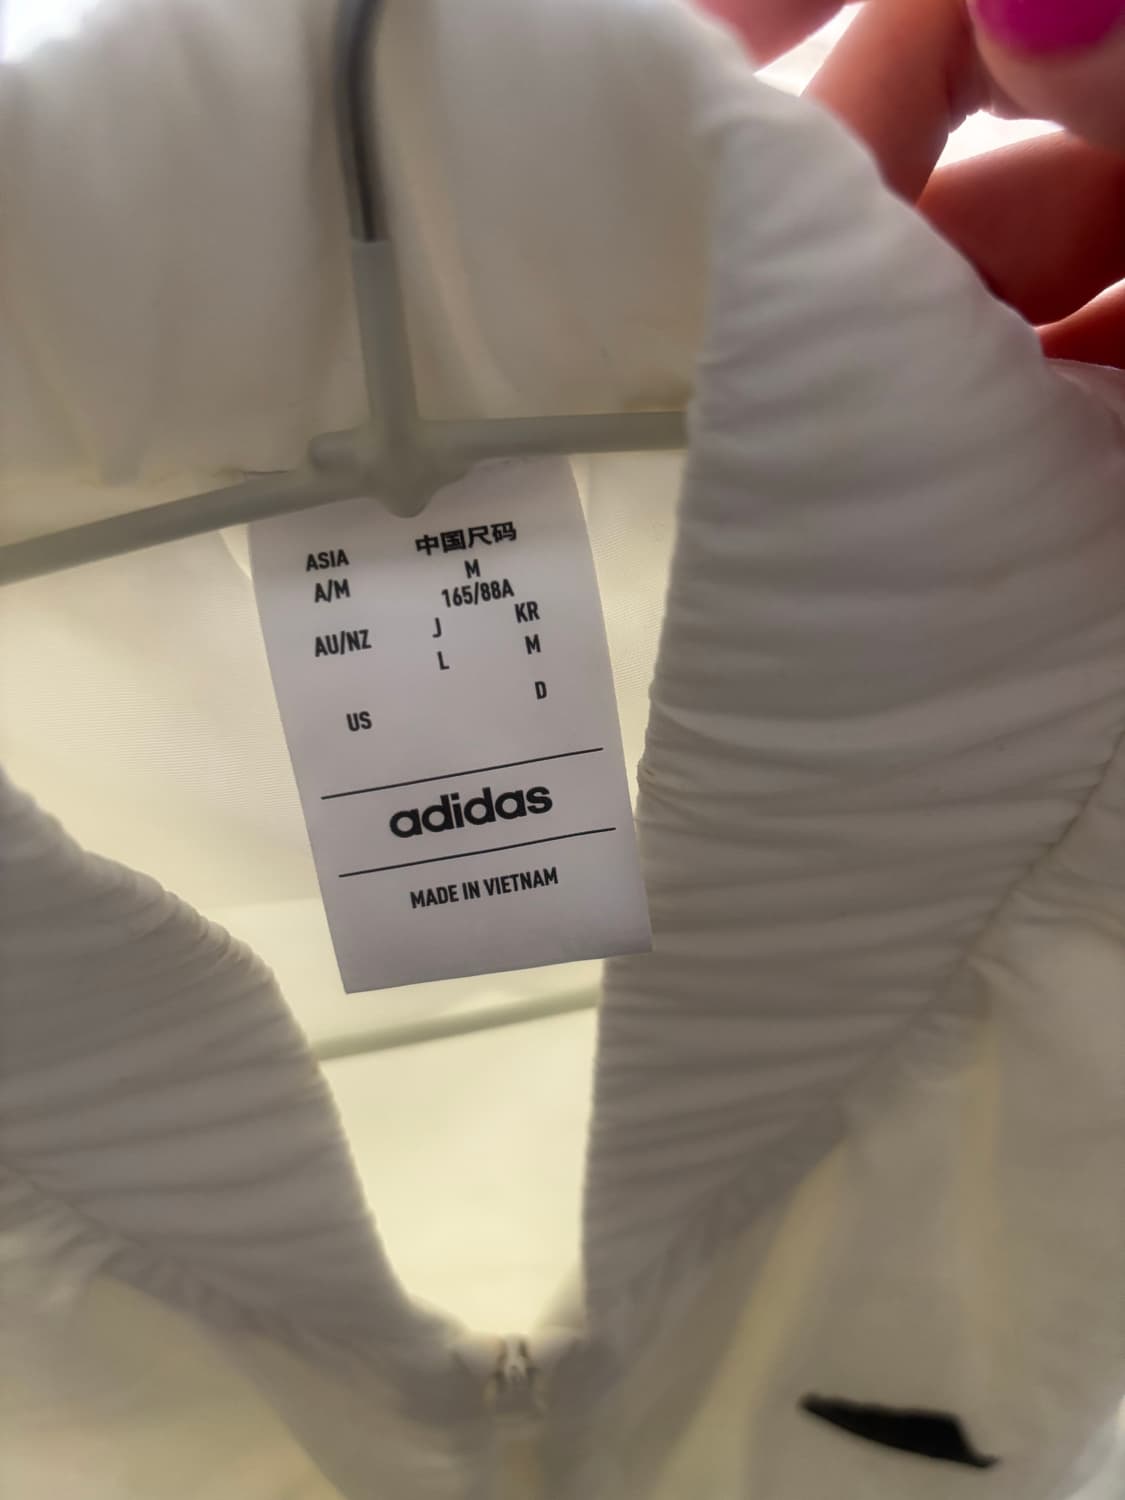 ASIA 中国尺码
A/M M
165/88A
AU/NZ J KR
L M
US D
adidas
MADE IN VIETNAM